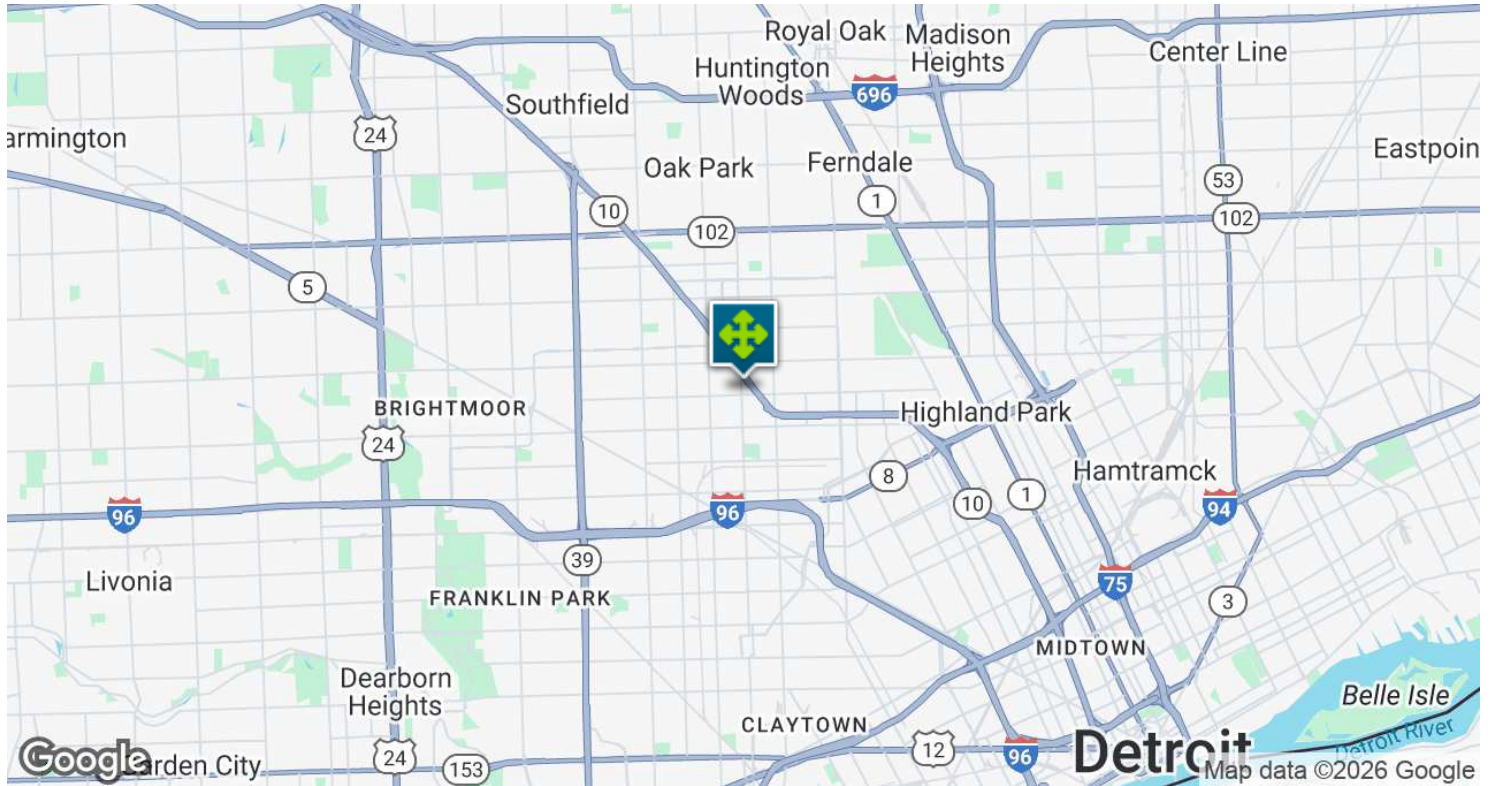 Royal Oak
Madison
Heights
Center Line
Huntington
Woods
696
Southfield
armington
24
Oak Park
Ferndale
Eastpoin
53
10
1
102
102
5
BRIGHTMOOR
Highland Park
24
8
Hamtramck
96
96
10
1
94
39
Livonia
75
FRANKLIN PARK
3
MIDTOWN
Dearborn
Heights
Belle Isle
CLAYTOWN
Detroit River
24
12
96
Detroit
Google
arden City
153
Map data ©2026 Google